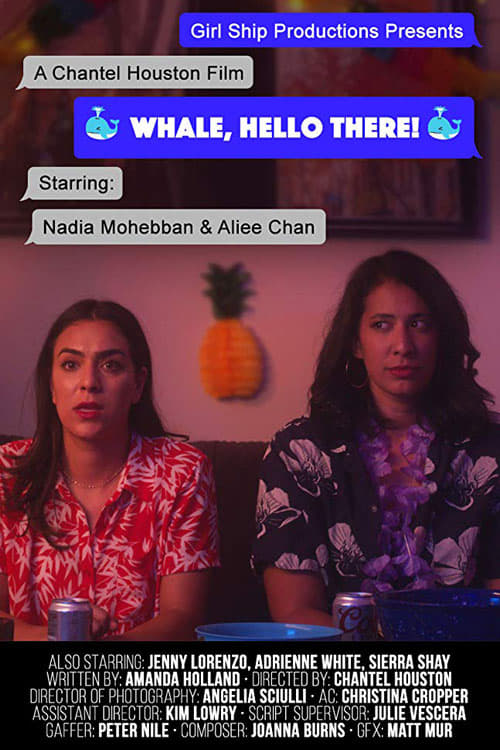 Girl Ship Productions Presents
A Chantel Houston Film
WHALE, HELLO THERE!
Starring:
Nadia Mohebban & Aliee Chan
ALSO STARRING: JENNY LORENZO, ADRIENNE WHITE, SIERRA SHAY
WRITTEN BY: AMANDA HOLLAND · DIRECTED BY: CHANTEL HOUSTON
DIRECTOR OF PHOTOGRAPHY: ANGELIA SCIULLI · AC: CHRISTINA CROPPER
ASSISTANT DIRECTOR: KIM LOWRY · SCRIPT SUPERVISOR: JULIE VESCERA
GAFFER: PETER NILE · COMPOSER: JOANNA BURNS · GFX: MATT MUR